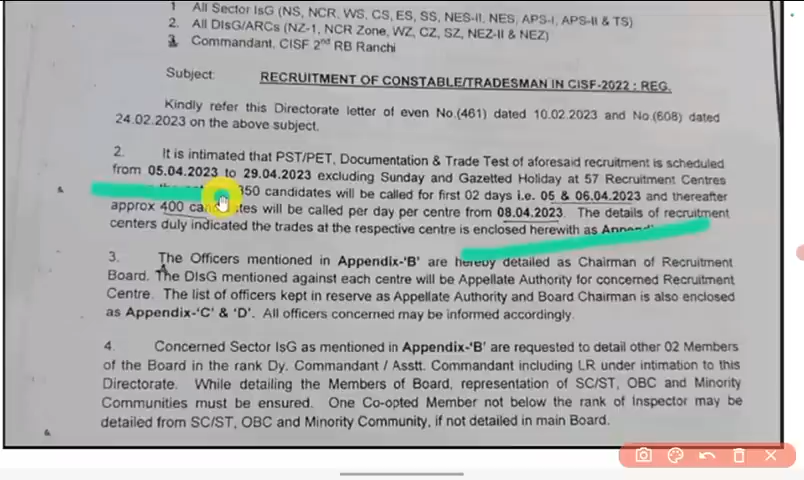 1 All Sector IsG (NS, NCR, WS, CS, ES, SS, NES-II, NES, APS-I, APS-II & TS)
2. All DIsG/ARCs (NZ-1, NCR Zone, WZ, CZ, SZ, NEZ-II & NEZ)
3. Commandant, CISF 2nd RB Ranchi
Subject: RECRUITMENT OF CONSTABLE/TRADESMAN IN CISF-2022 : REG.
Kindly refer this Directorate letter of even No.(461) dated 10.02.2023 and No.(608) dated
24.02.2023 on the above subject.
2. It is intimated that PST/PET, Documentation & Trade Test of aforesaid recruitment is scheduled
from 05.04.2023 to 29.04.2023 excluding Sunday and Gazetted Holiday at 57 Recruitment Centres
350 candidates will be called for first 02 days i.e. 05 & 06.04.2023 and thereafter
approx 400 will be called per day per centre from 08.04.2023. The details of recruitment
centers duly indicated the trades at the respective centre is enclosed herewith as
3. The Officers mentioned in Appendix-'B' are hereby detailed as Chairman of Recruitment
Board. The DIsG mentioned against each centre will be Appellate Authority for concerned Recruitment
Centre. The list of officers kept in reserve as Appellate Authority and Board Chairman is also enclosed
as Appendix-'C' & 'D'. All officers concerned may be informed accordingly.
4. Concerned Sector IsG as mentioned in Appendix-'B' are requested to detail other 02 Members
of the Board in the rank Dy. Commandant / Asstt. Commandant including LR under intimation to this
Directorate. While detailing the Members of Board, representation of SC/ST, OBC and Minority
Communities must be ensured. One Co-opted Member not below the rank of Inspector may be
detailed from SC/ST, OBC and Minority Community, if not detailed in main Board.